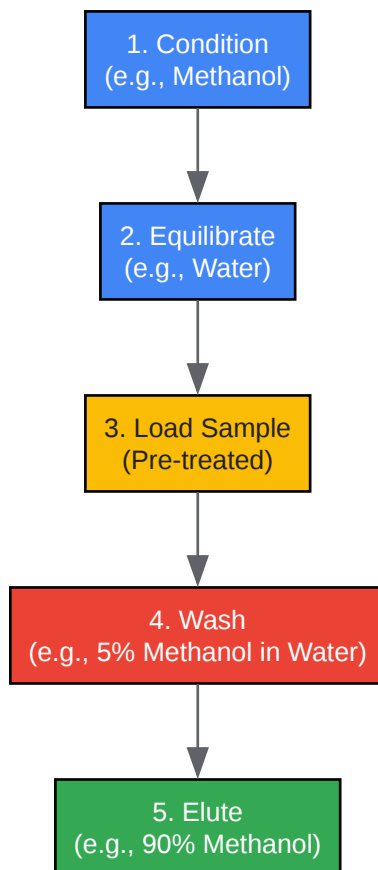 1. Condition
(e.g., Methanol)
2. Equilibrate
(e.g., Water)
3. Load Sample
(Pre-treated)
4. Wash
(e.g., 5% Methanol in Water)
5. Elute
(e.g., 90% Methanol)